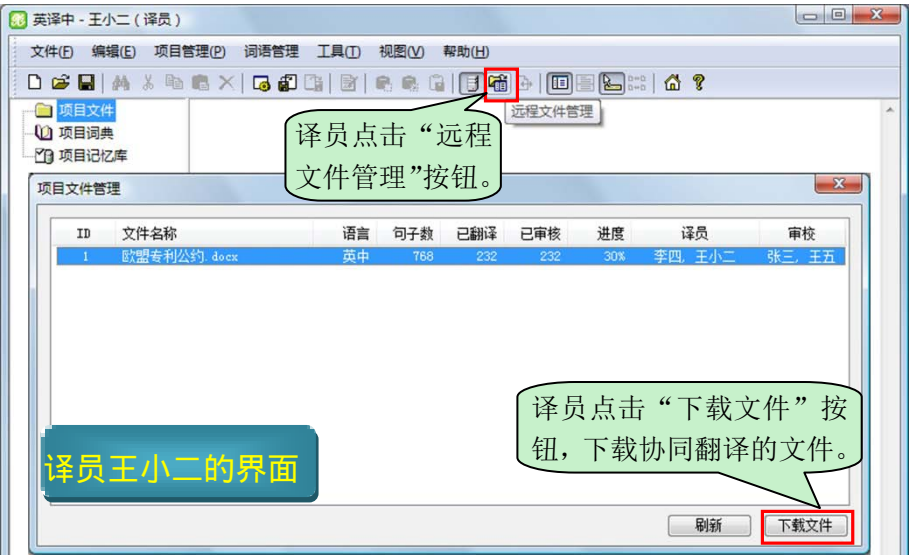 英译中 - 王小二（译员）
文件(F) 编辑(E) 项目管理(P) 词语管理 工具(T) 视图(V) 帮助(H)
项目文件
远程文件管理
项目词典
项目记忆库
译员点击“远程
文件管理”按钮。
项目文件管理
ID 文件名称 语言 句子数 已翻译 已审核 进度 译员 审校
1 欧盟专利公约.docx 英中 768 232 232 30% 李四, 王小二 张三, 王五
译员点击“下载文件”按
钮，下载协同翻译的文件。
译员王小二的界面
刷新 下载文件